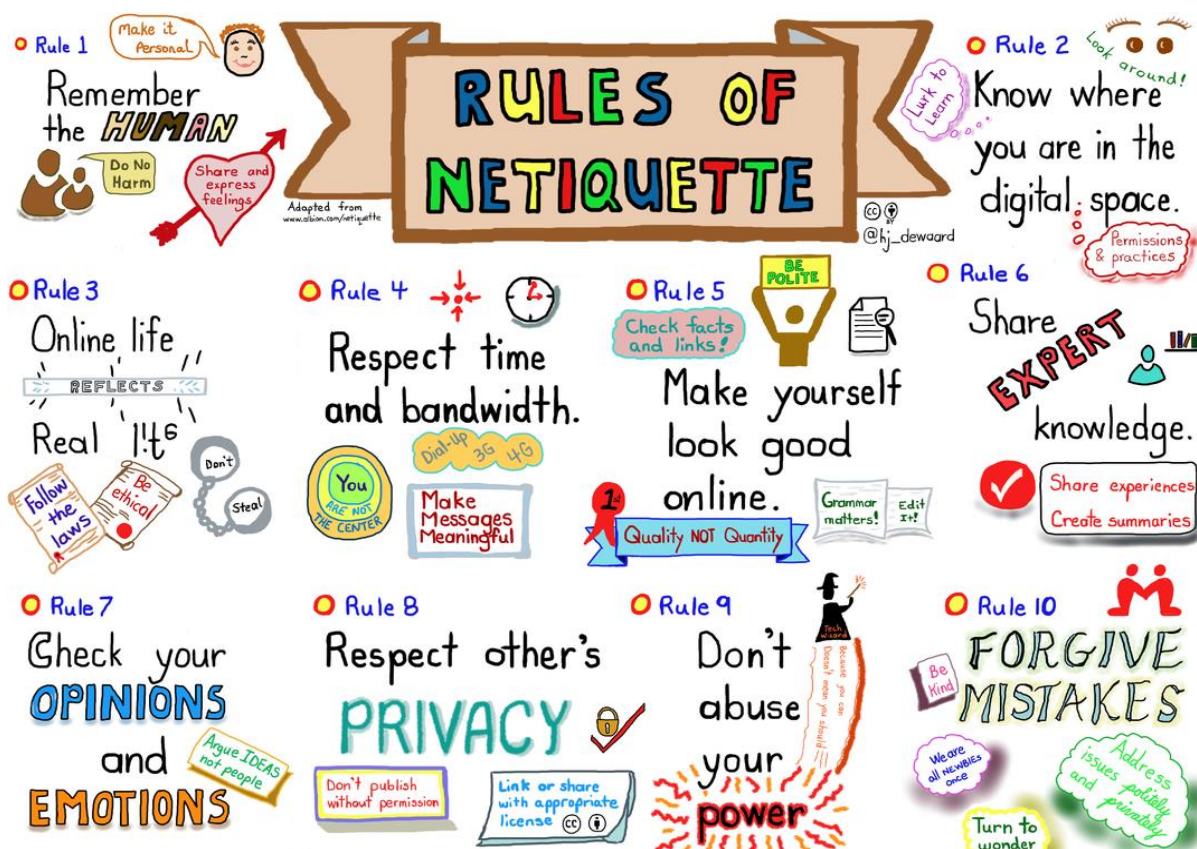 RULES OF
NETIQUETTE
Adapted from
www.albion.com/netiquette
cc BY
@hj_dewaard
Rule 1
Make it
Personal
Remember
the HUMAN
Do No
Harm
Share and
express
feelings
Rule 2
Look around!
Lurk to
Learn
Know where
you are in the
digital space.
Permissions
& practices
Rule 3
Online life
REFLECTS
Real life
Follow
the
laws
Be
ethical
Don't
Steal
Rule 4
Respect time
and bandwidth.
You
ARE NOT
THE CENTER
Dial-Up
3G
4G
Make
Messages
Meaningful
Rule 5
BE
POLITE
Check facts
and links!
Make yourself
look good
online.
1st
Quality NOT Quantity
Grammar
matters!
Edit
It!
Rule 6
Share
EXPERT
knowledge.
Share experiences
Create summaries
Rule 7
Check your
OPINIONS
and
EMOTIONS
Argue IDEAS
not people
Rule 8
Respect other's
PRIVACY
Don't publish
without permission
Link or share
with appropriate
license cc
Rule 9
Don't
abuse
your
power
Tech
Wizard
Because you can
Doesn't mean you should
Rule 10
FORGIVE
MISTAKES
Be
Kind
We are
all NEWBIES
once
Address
issues politely
and privately
Turn to
wonder